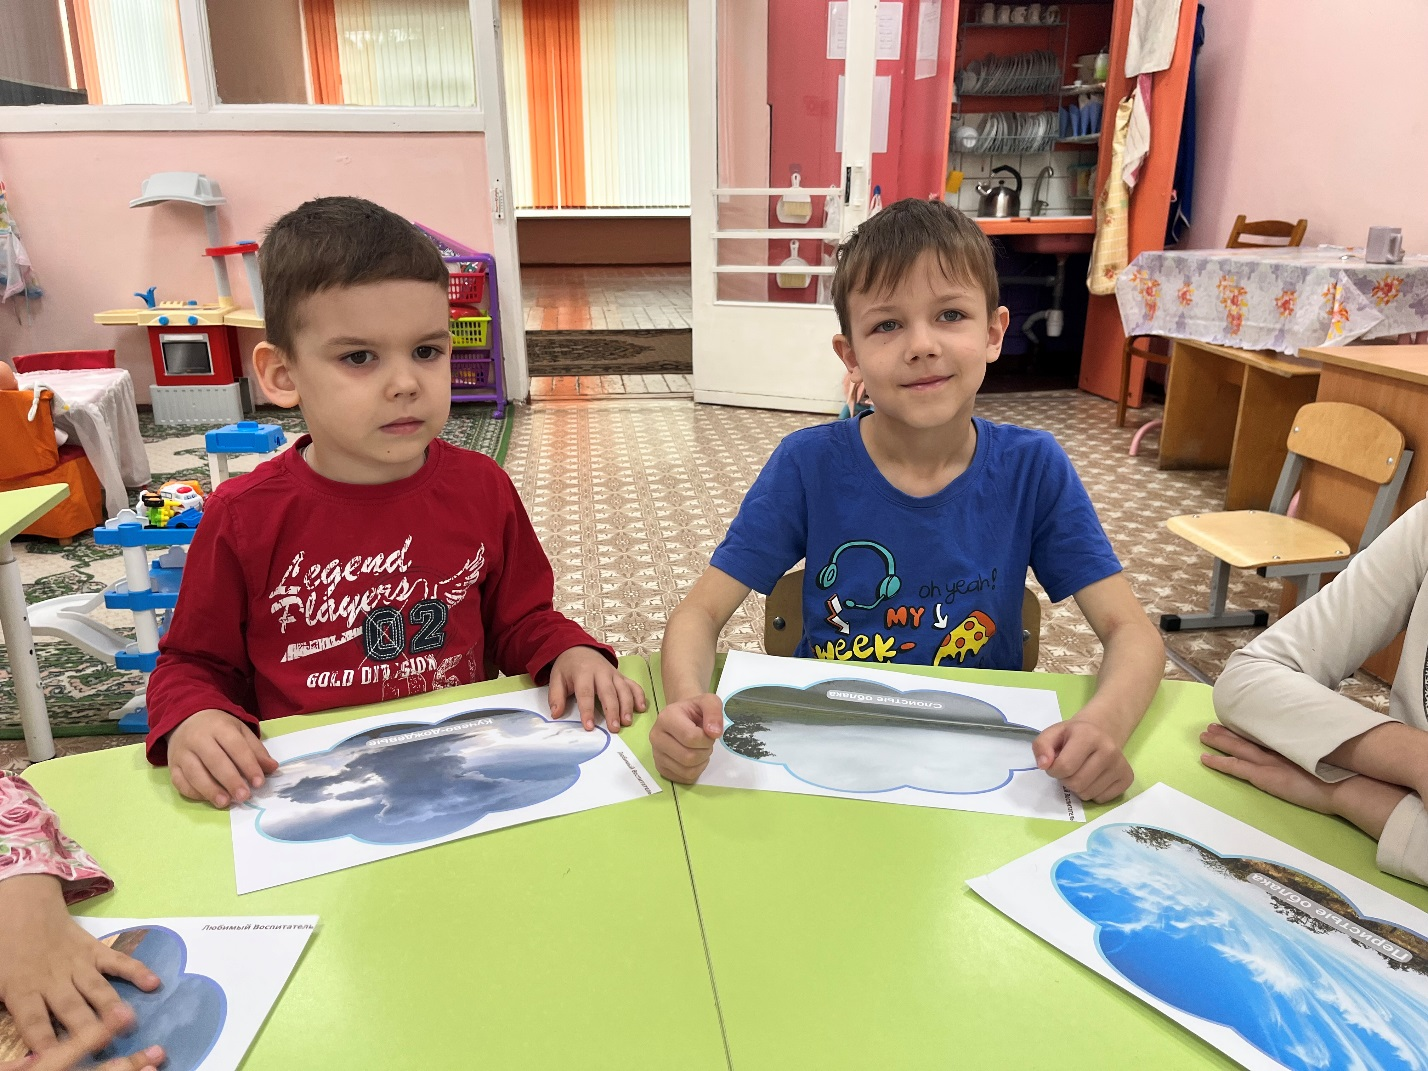 Legend
Players
02
GOLD DIVISION
oh yeah!
MY
WEEK-
Кучево-дождевые
Любимый Воспитатель
Слоистые облака
Перистые облака
Любимый Воспитатель